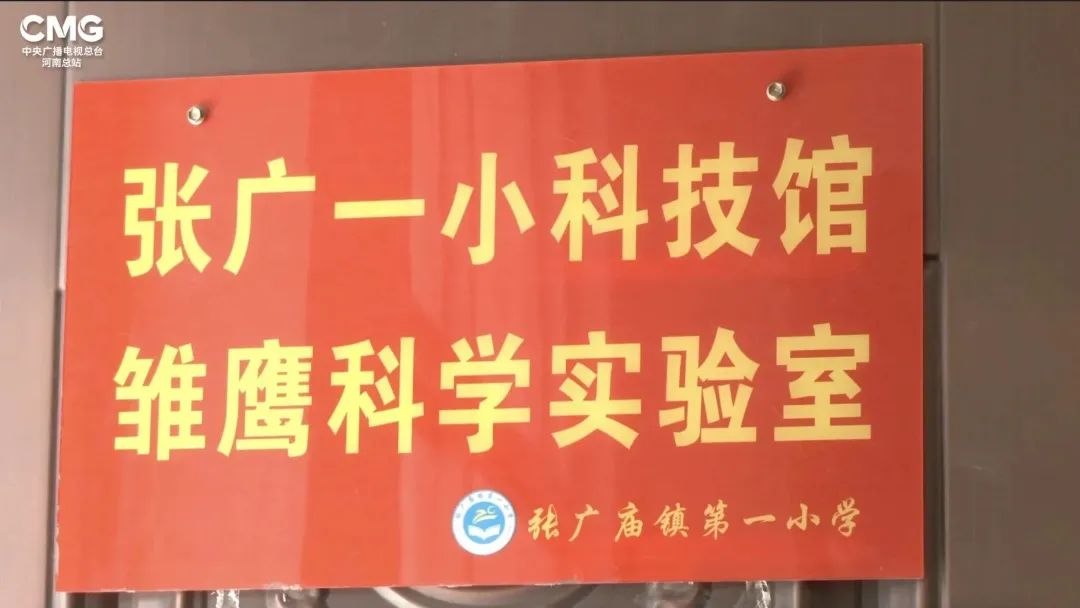 CMG
中央广播电视总台
河南总站
张广一小科技馆
雏鹰科学实验室
张广庙镇第一小学